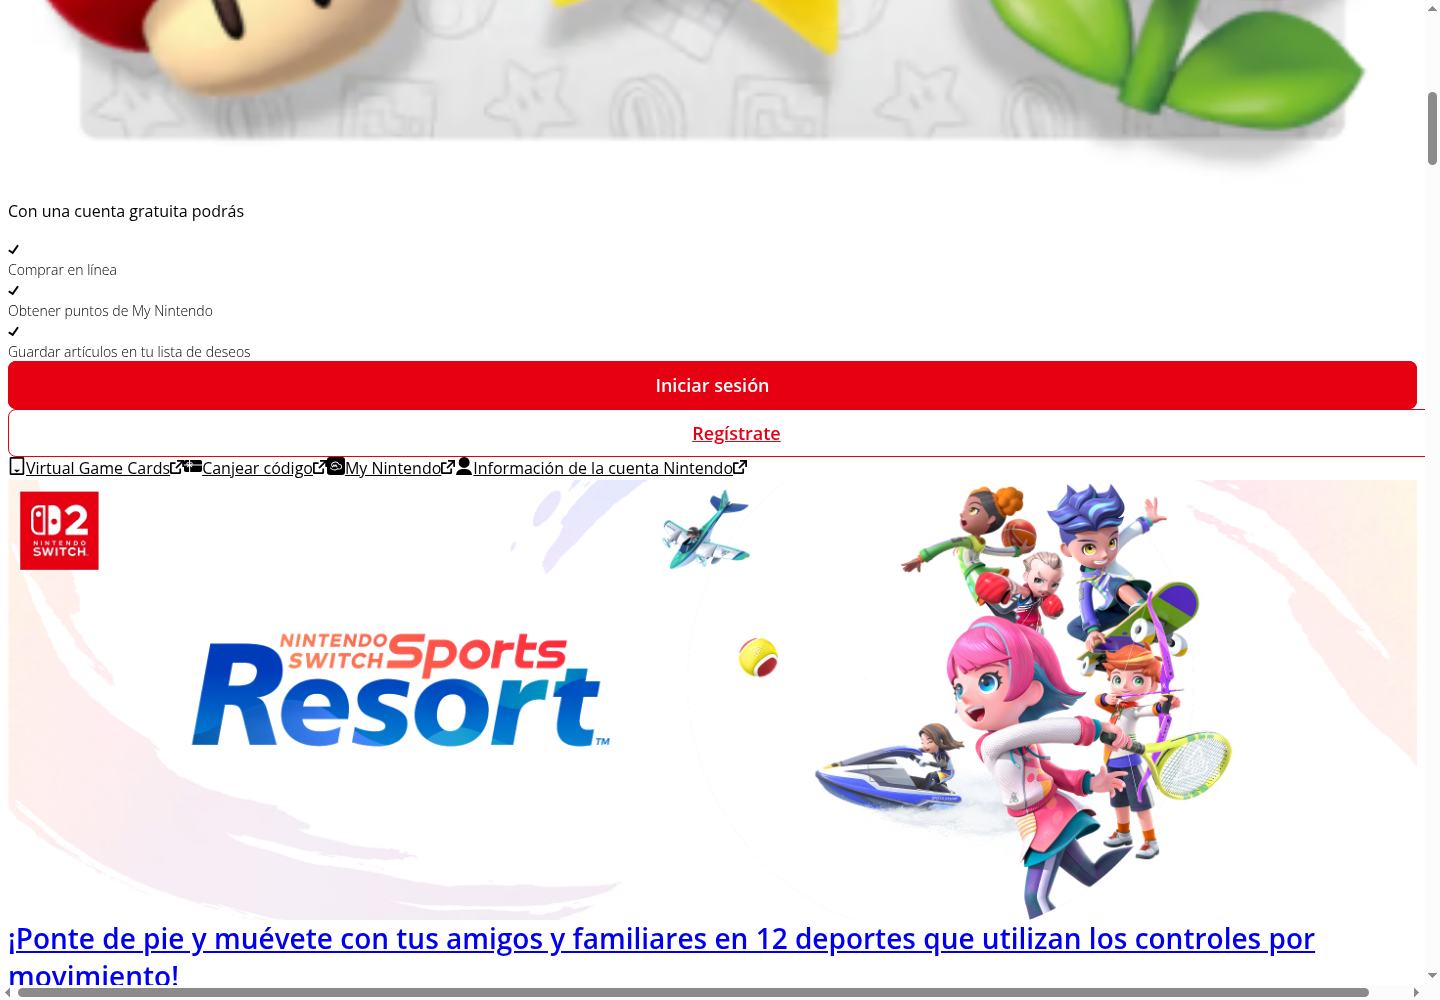 Con una cuenta gratuita podrás
Comprar en línea
Obtener puntos de My Nintendo
Guardar artículos en tu lista de deseos
Iniciar sesión
Regístrate
Virtual Game Cards Canjear código My Nintendo Información de la cuenta Nintendo
2
NINTENDO
SWITCH
NINTENDO
SWITCH Sports
Resort™
¡Ponte de pie y muévete con tus amigos y familiares en 12 deportes que utilizan los controles por
movimiento!